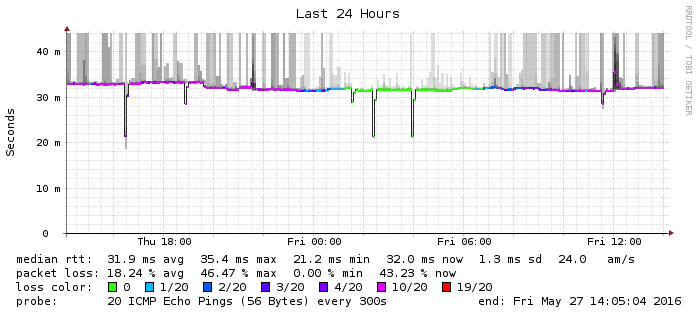 Last 24 Hours
RRDTOOL / TOBI OETIKER
Seconds
40 m
30 m
20 m
10 m
0
Thu 18:00 Fri 00:00 Fri 06:00 Fri 12:00
median rtt: 31.9 ms avg 35.4 ms max 21.2 ms min 32.0 ms now 1.3 ms sd 24.0 am/s
packet loss: 18.24 % avg 46.47 % max 0.00 % min 43.23 % now
loss color: 0 1/20 2/20 3/20 4/20 10/20 19/20
probe: 20 ICMP Echo Pings (56 Bytes) every 300s end: Fri May 27 14:05:04 2016